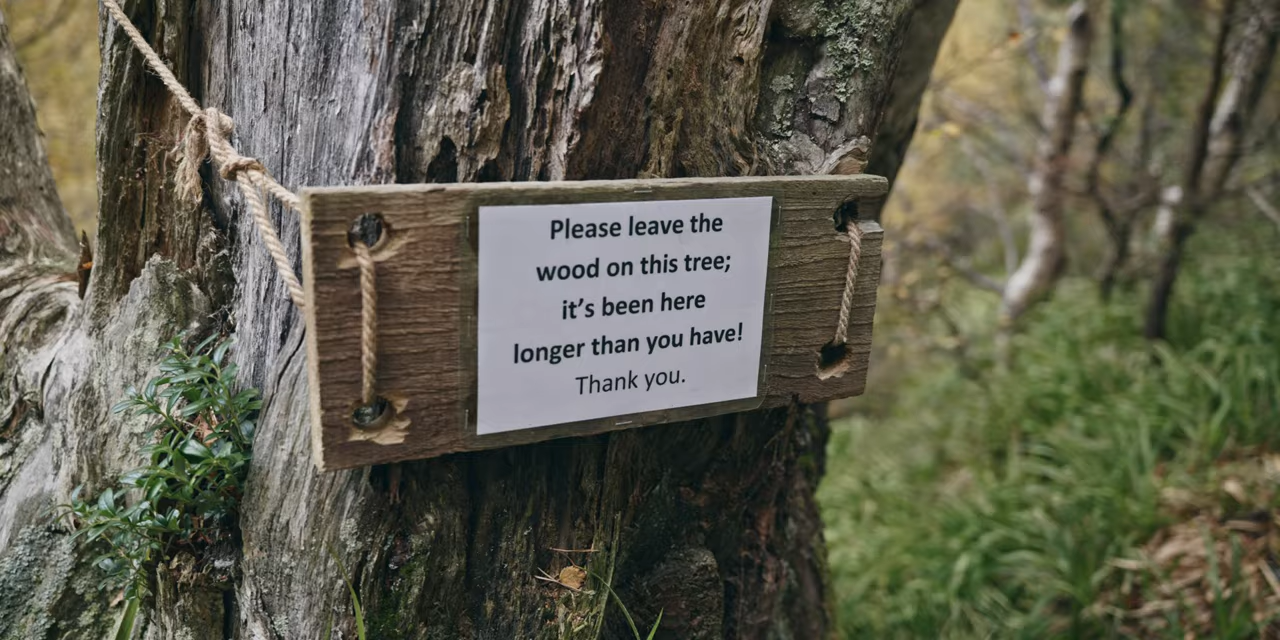 Please leave the
wood on this tree;
it’s been here
longer than you have!
Thank you.